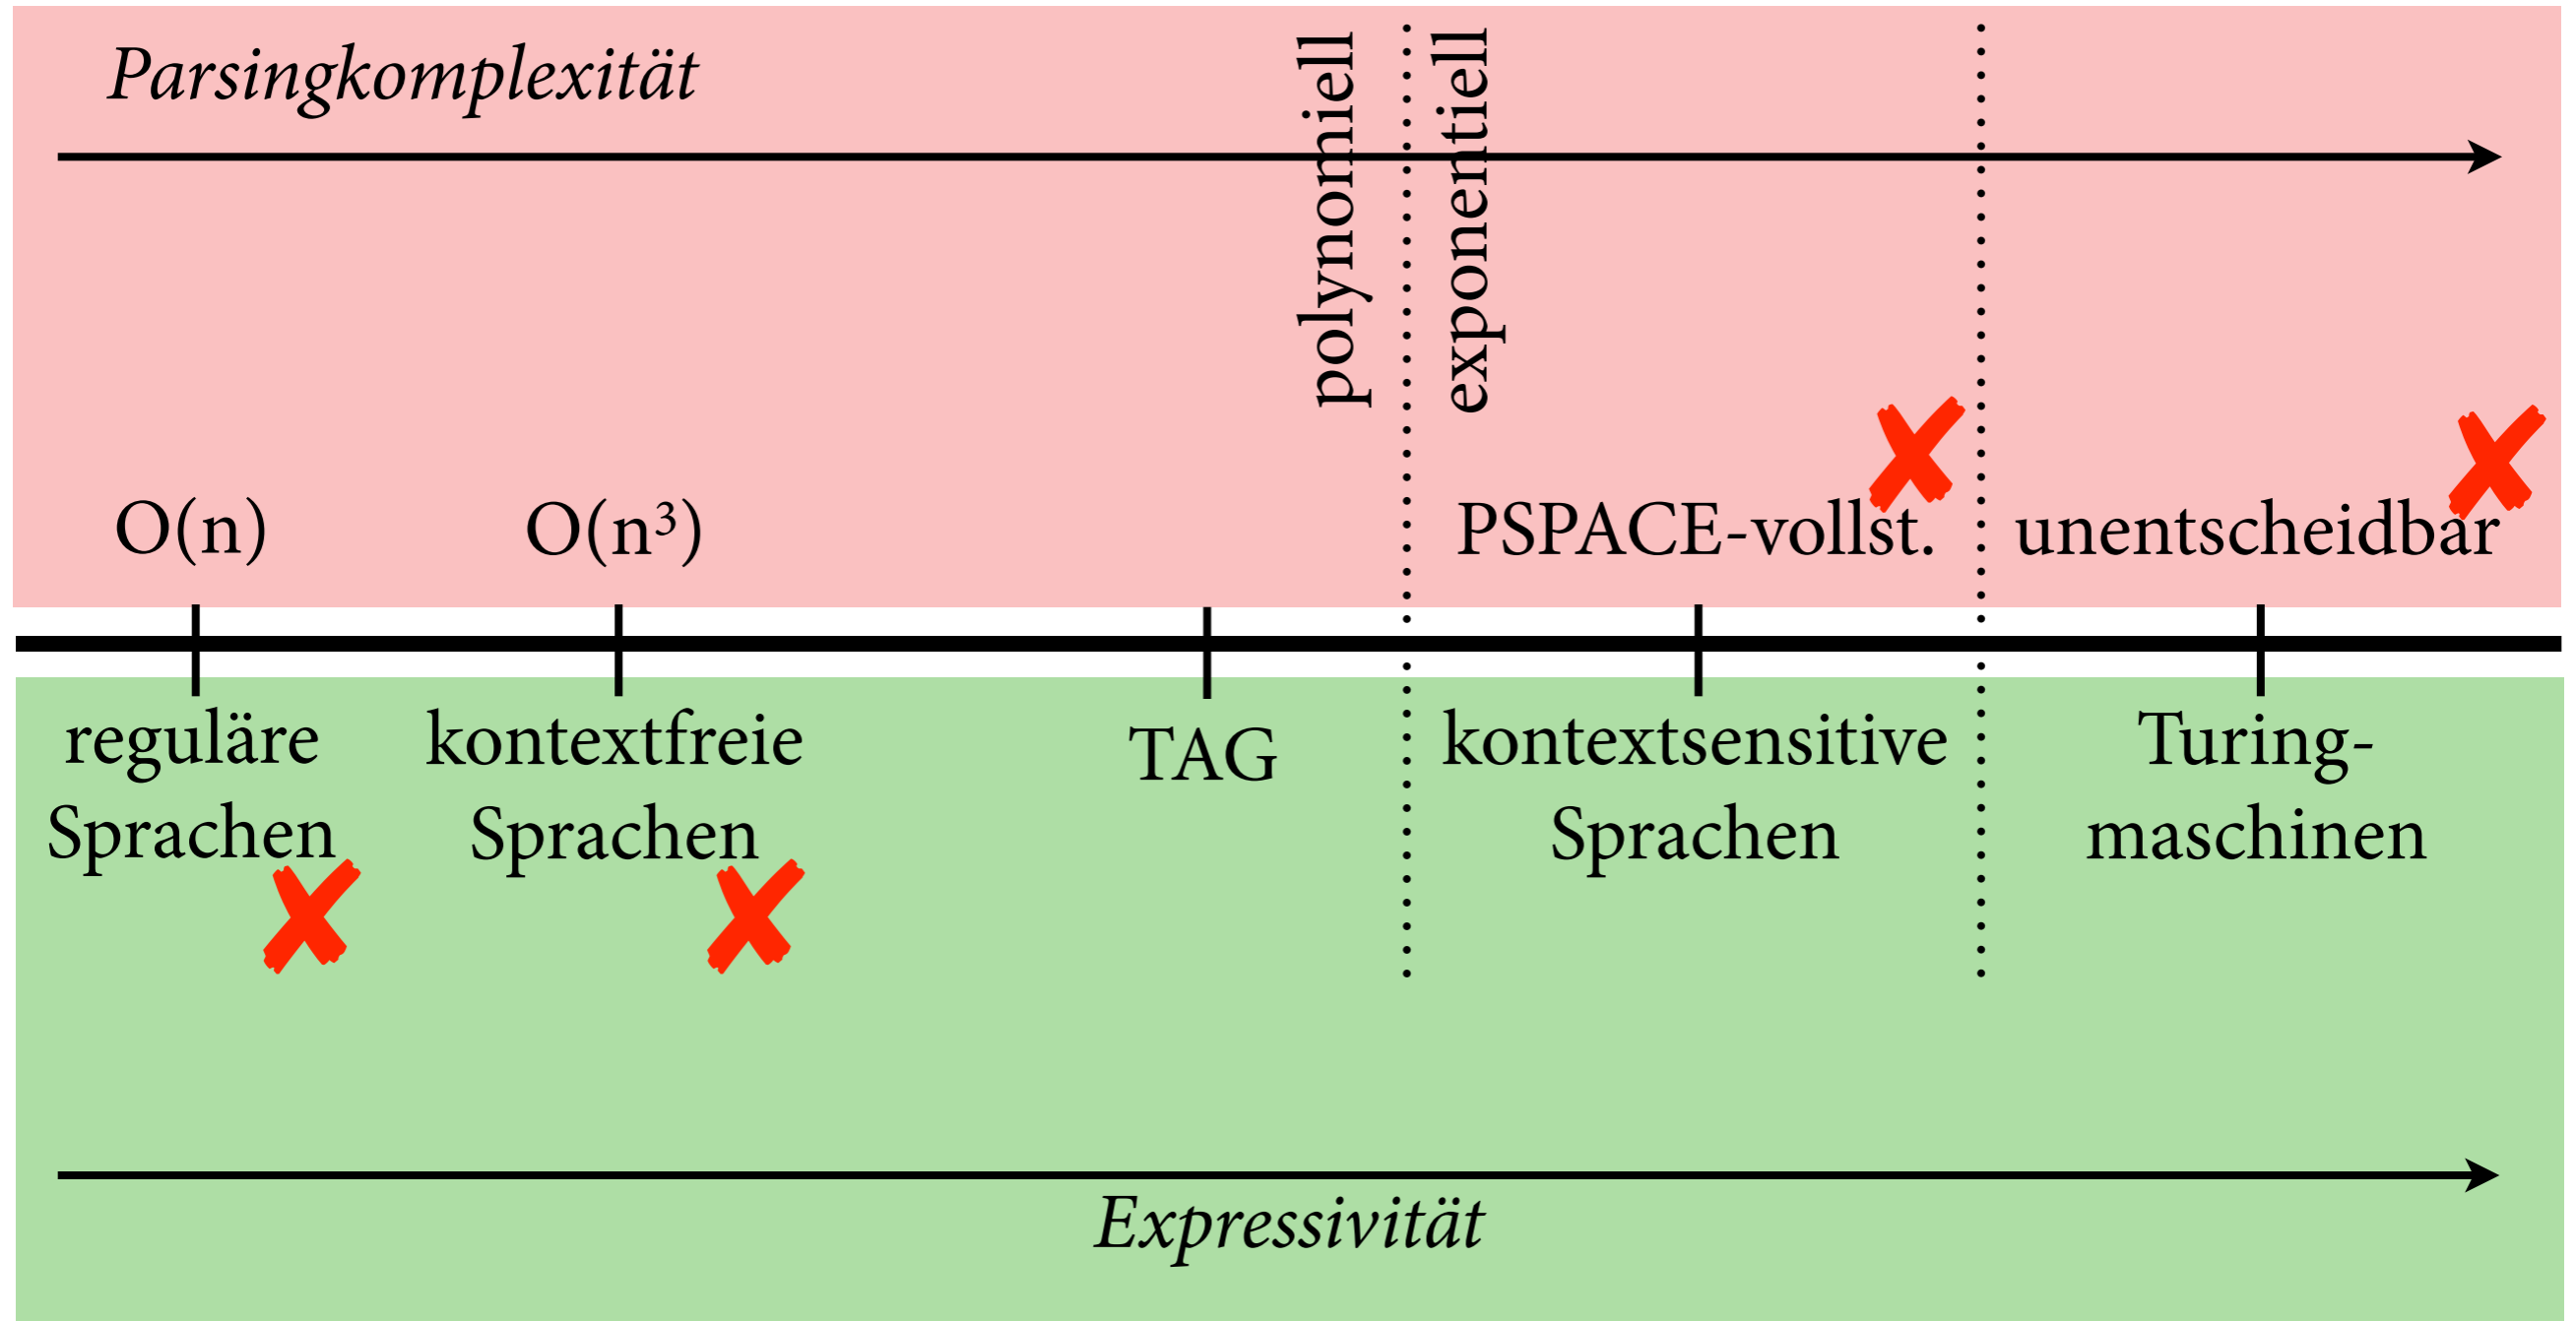 Parsingkomplexität
polynomiell
exponentiell
O(n)
O(n³)
PSPACE-vollst.
unentscheidbar
reguläre
Sprachen
kontextfreie
Sprachen
TAG
kontextsensitive
Sprachen
Turing-
maschinen
Expressivität